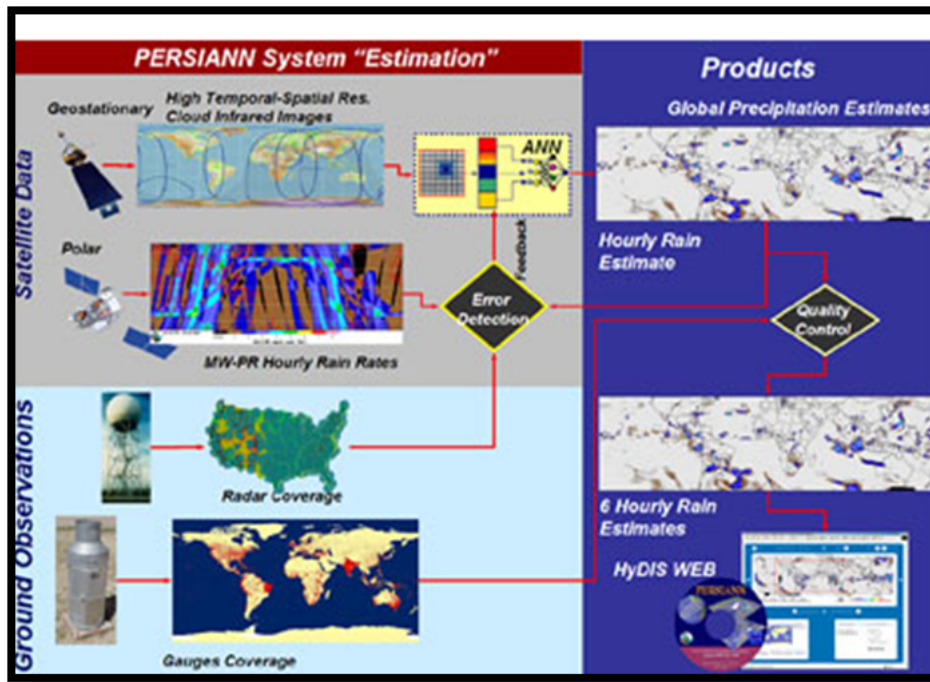 PERSIANN System "Estimation"
Products
Satellite Data
Geostationary
High Temporal-Spatial Res.
Cloud Infrared Images
ANN
Global Precipitation Estimates
Feedback
Polar
Error
Detection
MW-PR Hourly Rain Rates
Hourly Rain
Estimate
Quality
Control
Ground Observations
Radar Coverage
6 Hourly Rain
Estimates
HyDIS WEB
PERSIANN
Gauges Coverage